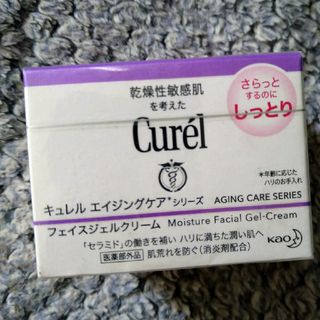 乾燥性敏感肌
を考えた
Curél
さらっと
するのに
しっとり
*年齢に応じた
ハリのお手入れ
キュレル エイジングケア*シリーズ AGING CARE SERIES
フェイスジェルクリーム Moisture Facial Gel-Cream
「セラミド」の働きを補い ハリに満ちた潤い肌へ
医薬部外品 肌荒れを防ぐ(消炎剤配合)
Kao